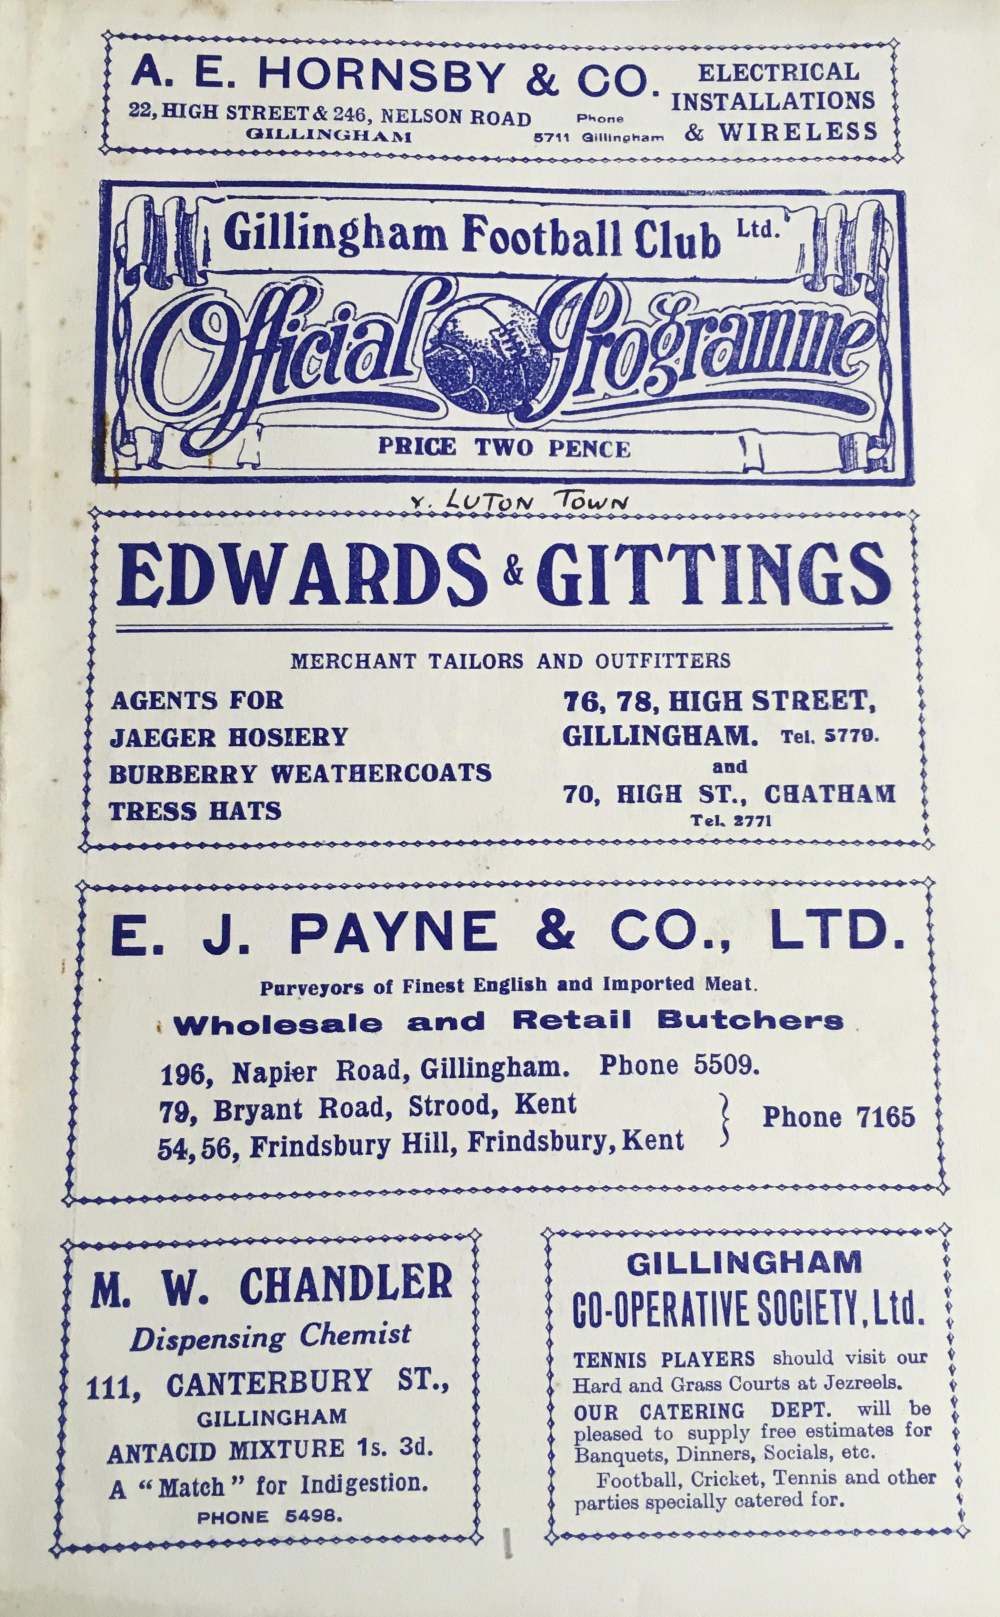 A. E. HORNSBY & CO.
22, HIGH STREET & 246, NELSON ROAD
GILLINGHAM
Phone
5711 Gillingham
ELECTRICAL
INSTALLATIONS
& WIRELESS
Gillingham Football Club Ltd.
Official Programme
PRICE TWO PENCE
v. LUTON TOWN
EDWARDS & GITTINGS
MERCHANT TAILORS AND OUTFITTERS
AGENTS FOR
JAEGER HOSIERY
BURBERRY WEATHERCOATS
TRESS HATS
76, 78, HIGH STREET,
GILLINGHAM. Tel. 5779.
and
70, HIGH ST., CHATHAM
Tel. 2771
E. J. PAYNE & CO., LTD.
Purveyors of Finest English and Imported Meat.
Wholesale and Retail Butchers
196, Napier Road, Gillingham. Phone 5509.
79, Bryant Road, Strood, Kent
54, 56, Frindsbury Hill, Frindsbury, Kent
Phone 7165
M. W. CHANDLER
Dispensing Chemist
111, CANTERBURY ST.,
GILLINGHAM
ANTACID MIXTURE 1s. 3d.
A "Match" for Indigestion.
PHONE 5498.
GILLINGHAM
CO-OPERATIVE SOCIETY, Ltd.
TENNIS PLAYERS should visit our
Hard and Grass Courts at Jezreels.
OUR CATERING DEPT. will be
pleased to supply free estimates for
Banquets, Dinners, Socials, etc.
Football, Cricket, Tennis and other
parties specially catered for.